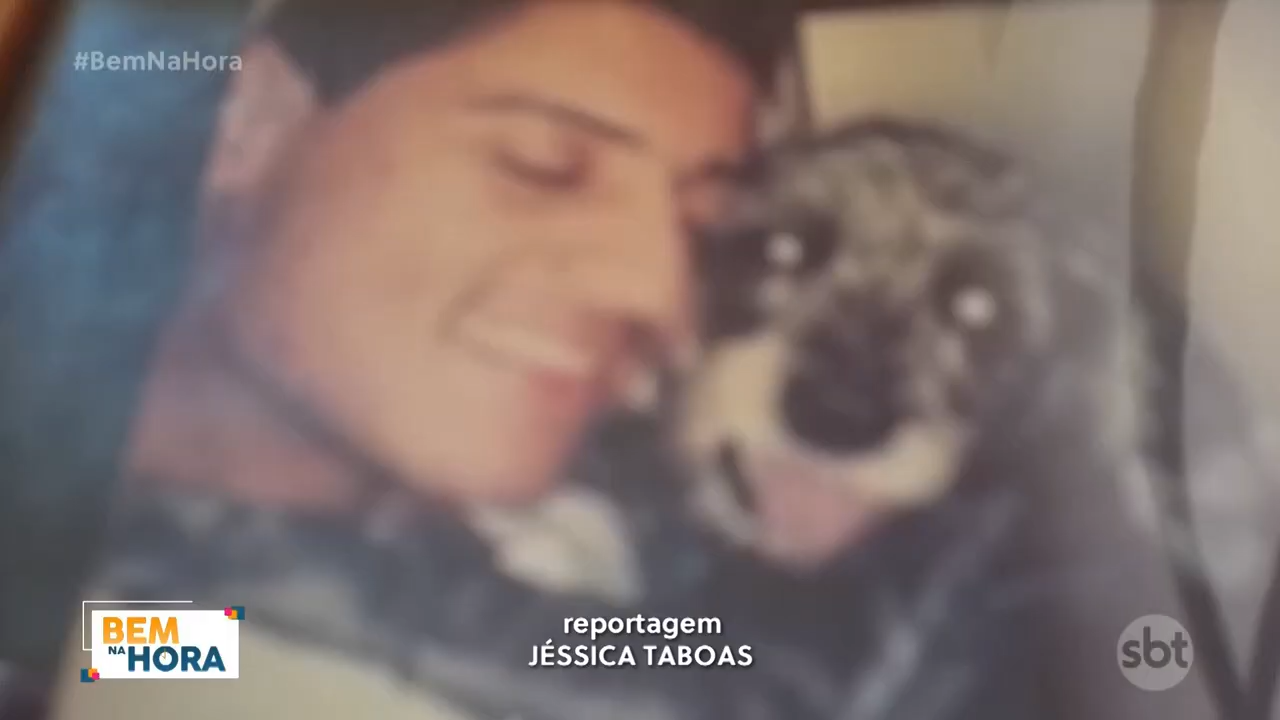 #BemNaHora
BEM
NA HORA
reportagem
JÉSSICA TABOAS
sbt